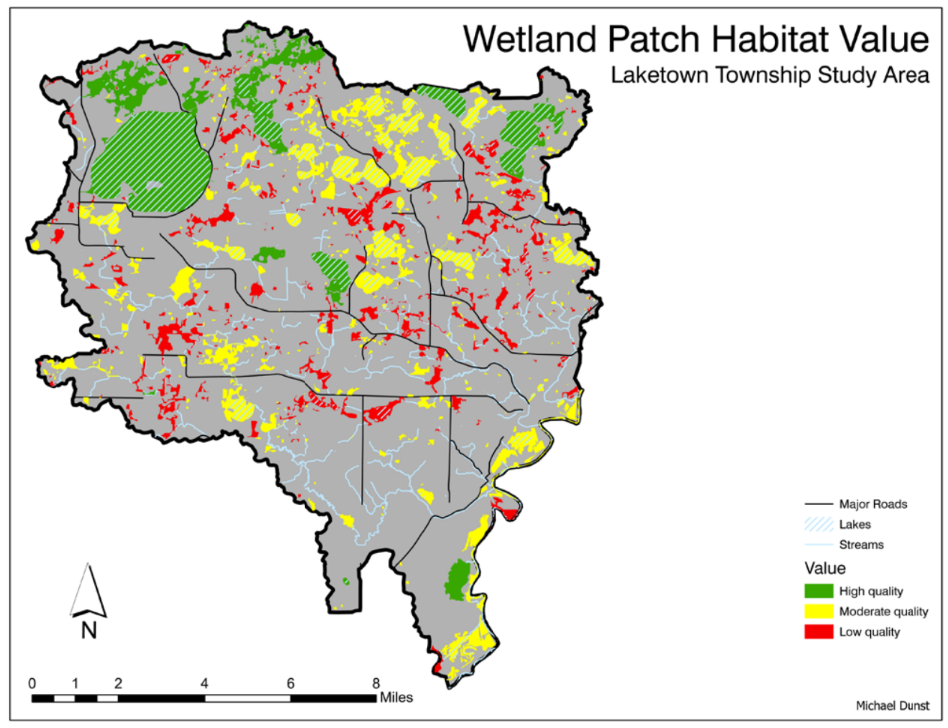 Wetland Patch Habitat Value
Laketown Township Study Area
Major Roads
Lakes
Streams
Value
High quality
Moderate quality
Low quality
N
0 1 2 4 6 8
Miles
Michael Dunst